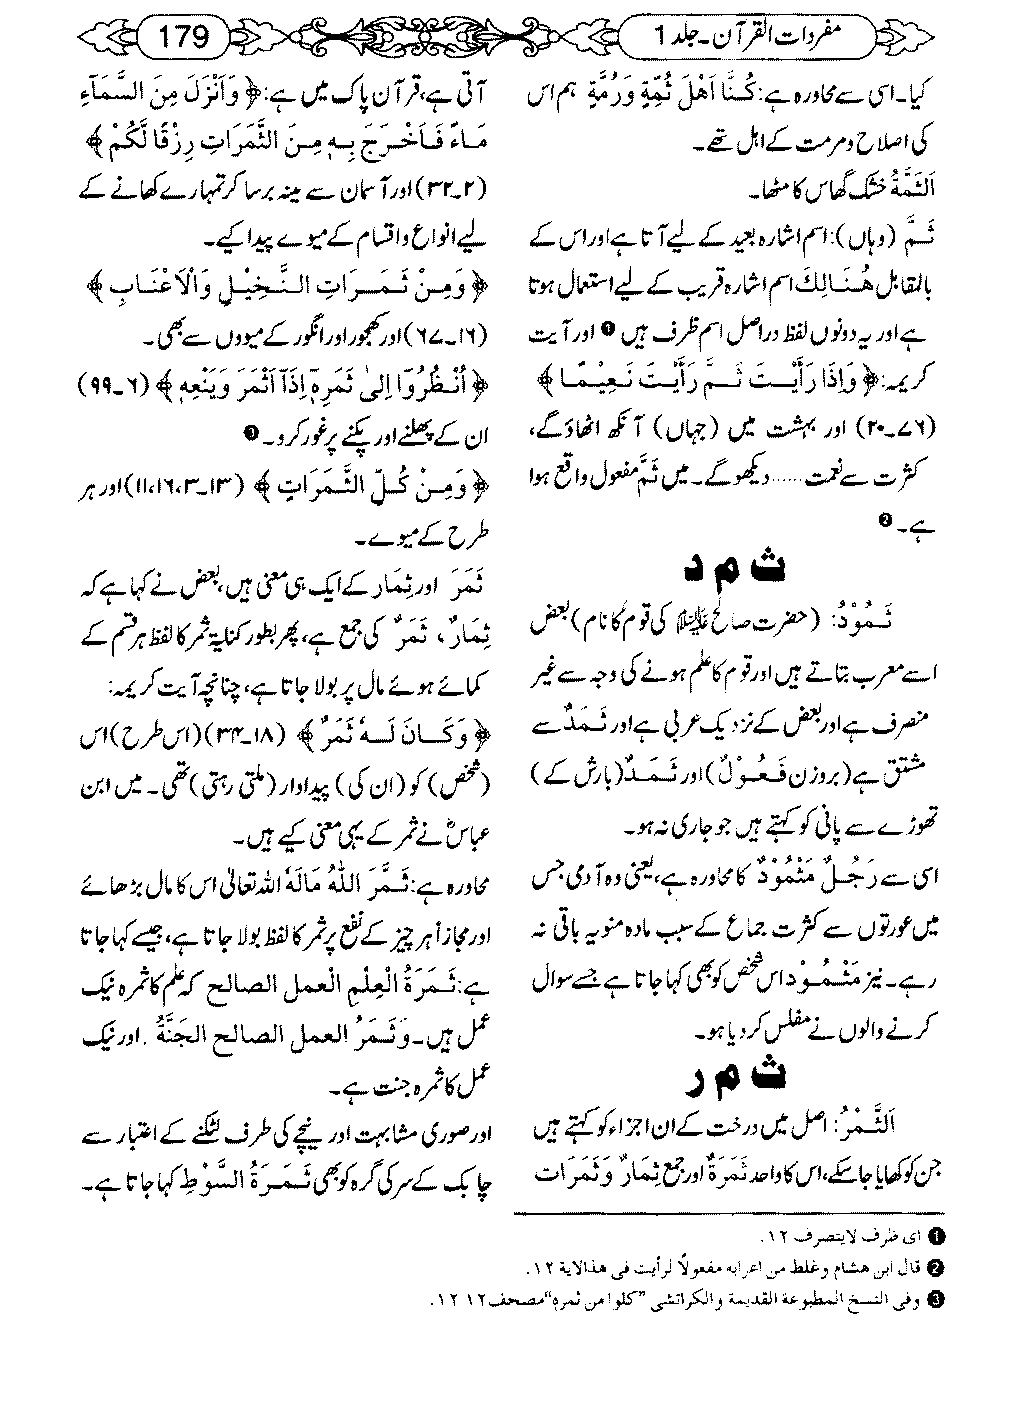 مفردات القرآن۔ جلد 1
179
کیا۔ اسی سے محاورہ ہے: کُنَّا اَھْلَ ثُمِّہٖ وَرُمِّہٖ ہم اس
کی اصلاح و مرمت کے اہل تھے۔
اَلثُّمَّةُ خشک گھاس کا مٹھا۔
ثَمَّ (وہاں): اسم اشارہ بعید کے لیے آتا ہے اور اس کے
بالمقابل ھُنَالِكَ اسم اشارہ قریب کے لیے استعمال ہوتا
ہے اور یہ دونوں لفظ دراصل اسم ظرف ہیں ❶ اور آیت
کریمہ: ﴿وَاِذَا رَاَیْتَ ثَمَّ رَاَیْتَ نَعِیْمًا﴾
(۷۶۔۲۰) اور بہشت میں (جہاں) آنکھ اٹھاؤ گے،
کثرت سے نعمت ...... دیکھو گے۔ میں ثَمَّ مفعول واقع ہوا
ہے۔ ❷
ث م د
ثَمُوْدُ: (حضرت صالح علیہ السلام کی قوم کا نام) بعض
اسے معرب بتاتے ہیں اور قوم کا علم ہونے کی وجہ سے غیر
منصرف ہے اور بعض کے نزدیک عربی ہے اور ثَمَدٌ سے
مشتق ہے (بروزن فَعُوْلٌ) اور ثَمَدٌ (بارش کے)
تھوڑے سے پانی کو کہتے ہیں جو جاری نہ ہو۔
اسی سے رَجُلٌ مَثْمُوْدٌ کا محاورہ ہے، یعنی وہ آدمی جس
میں عورتوں سے کثرت جماع کے سبب مادہ منویہ باقی نہ
رہے۔ نیز مَثْمُوْد اس شخص کو بھی کہا جاتا ہے جسے سوال
کرنے والوں نے مفلس کر دیا ہو۔
ث م ر
اَلثَّمَرُ: اصل میں درخت کے ان اجزاء کو کہتے ہیں
جن کو کھایا جا سکے، اس کا واحد ثَمَرَةٌ اور جمع ثِمَارٌ وَثَمَرَات
آتی ہے، قرآن پاک میں ہے: ﴿وَاَنْزَلَ مِنَ السَّمَآءِ
مَاءً فَاَخْرَجَ بِهٖ مِنَ الثَّمَرَاتِ رِزْقًا لَّكُمْ﴾
(۲۔۳۲) اور آسمان سے مینہ برسا کر تمہارے کھانے کے
لیے انواع و اقسام کے میوے پیدا کیے۔
﴿وَمِنْ ثَمَرَاتِ النَّخِیْلِ وَالْاَعْنَابِ﴾
(۱۶۔۶۷) اور کھجور اور انگور کے میووں سے بھی۔
﴿اُنْظُرُوْٓا اِلٰی ثَمَرِہٖٓ اِذَآ اَثْمَرَ وَیَنْعِهٖ﴾ (۶۔۹۹)
ان کے پھلنے اور پکنے پر غور کرو۔ ❸
﴿وَمِنْ کُلِّ الثَّمَرَاتِ﴾ (۱۳۔۳، ۱۶،۱۱) اور ہر
طرح کے میوے۔
ثَمَرَ اور ثِمَار کے ایک ہی معنی ہیں، بعض نے کہا ہے کہ
ثِمَارٌ، ثَمَرٌ کی جمع ہے، پھر بطور کنایۃ ثمر کا لفظ ہر قسم کے
کمائے ہوئے مال پر بولا جاتا ہے، چنانچہ آیت کریمہ:
﴿وَکَانَ لَهٗ ثَمَرٌ﴾ (۱۸۔۳۴) (اس طرح) اس
(شخص) کو (ان کی) پیداوار (ملتی رہتی) تھی۔ میں ابن
عباسؓ نے ثمر کے یہی معنی کیے ہیں۔
محاورہ ہے: ثَمَّرَ اللّٰہُ مَالَهٗ اللہ تعالیٰ اس کا مال بڑھائے
اور مجازاً ہر چیز کے نفع پر ثمر کا لفظ بولا جاتا ہے، جیسے کہا جاتا
ہے: ثَمَرَةُ الْعِلْمِ العمل الصالح کہ علم کا ثمرہ نیک
عمل ہیں۔ وَثَمَرُ العمل الصالح الجَنَّةُ. اور نیک
عمل کا ثمرہ جنت ہے۔
اور صوری مشابہت اور نیچے کی طرف لٹکنے کے اعتبار سے
چابک کے سر کی گرہ کو بھی ثَمَرَةُ السَّوْطِ کہا جاتا ہے۔
❶ ای ظرف لایتصرف ۱۲.
❷ قال ابن هشام وغلط من اعرابه مفعولاً لرأیت فی هذالایة ۱۲.
❸ وفی النسخ المطبوعة القدیمة والکراتشی "کلوا من ثمره" مصحف ۱۲ ۱۲.